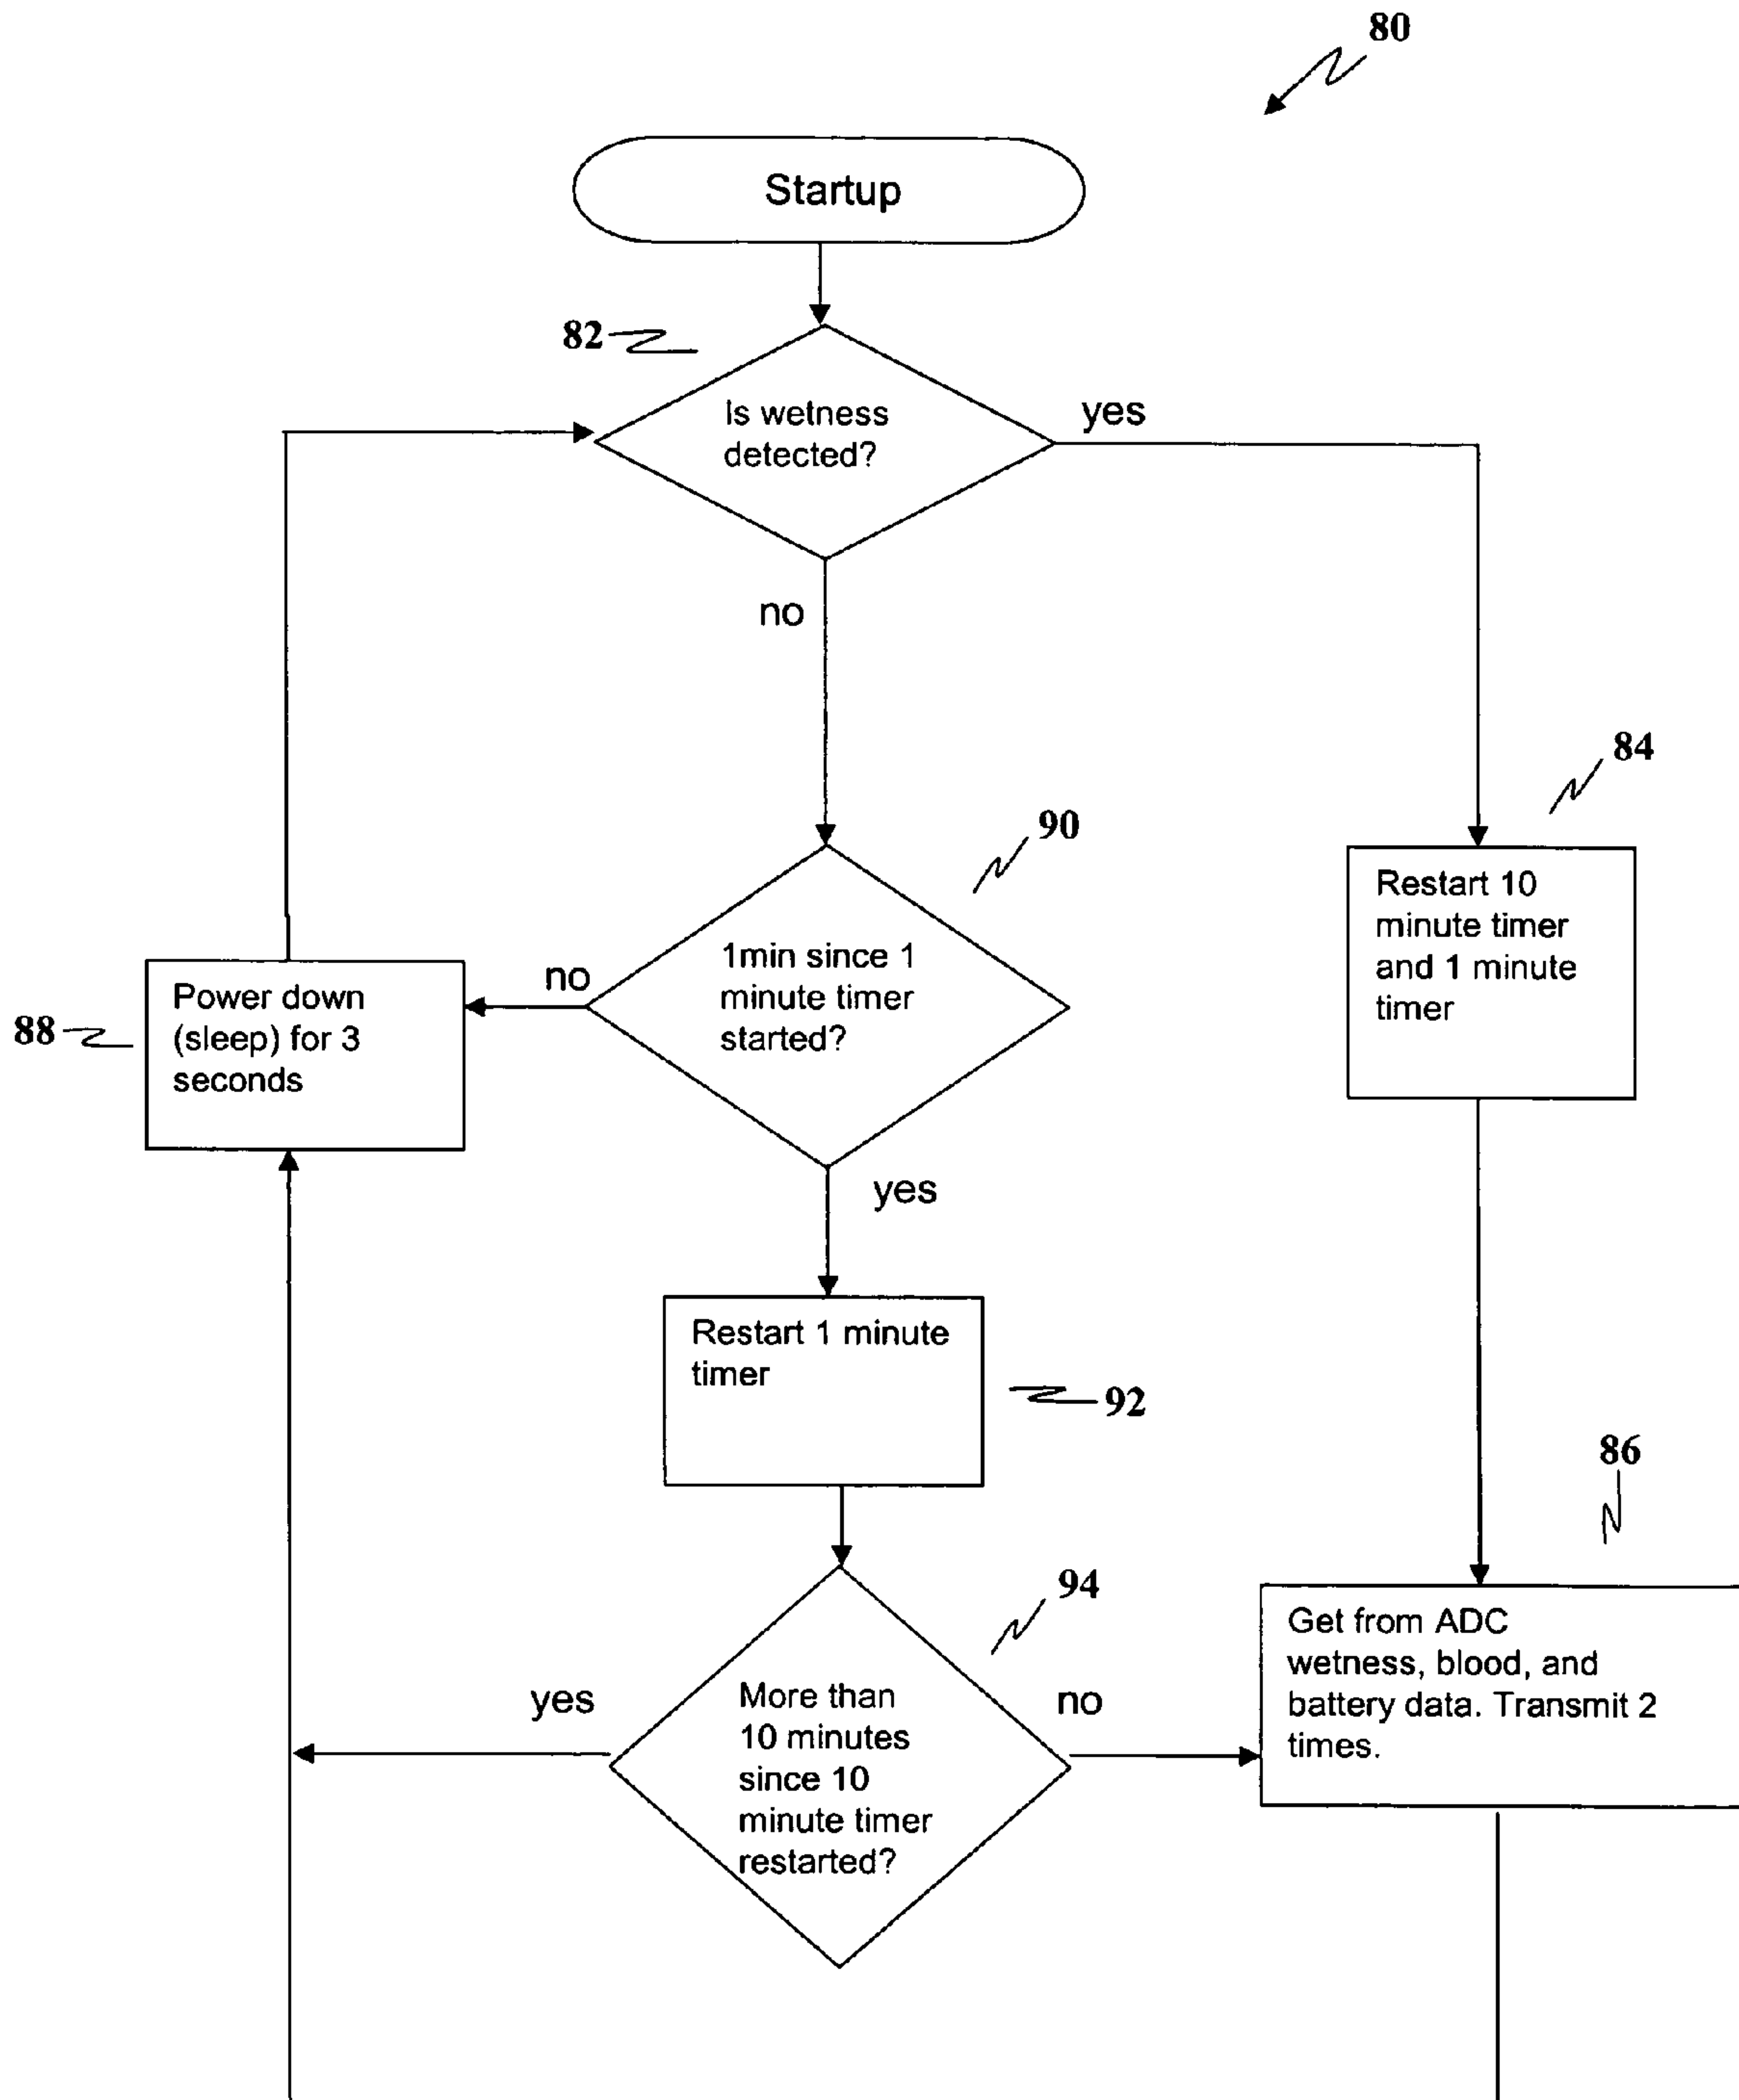 80
Startup
82
Is wetness
detected?
yes
no
84
90
Restart 10
minute timer
and 1 minute
timer
1min since 1
minute timer
started?
no
88
Power down
(sleep) for 3
seconds
yes
Restart 1 minute
timer
92
86
94
Get from ADC
wetness, blood, and
battery data. Transmit 2
times.
yes
More than
10 minutes
since 10
minute timer
restarted?
no